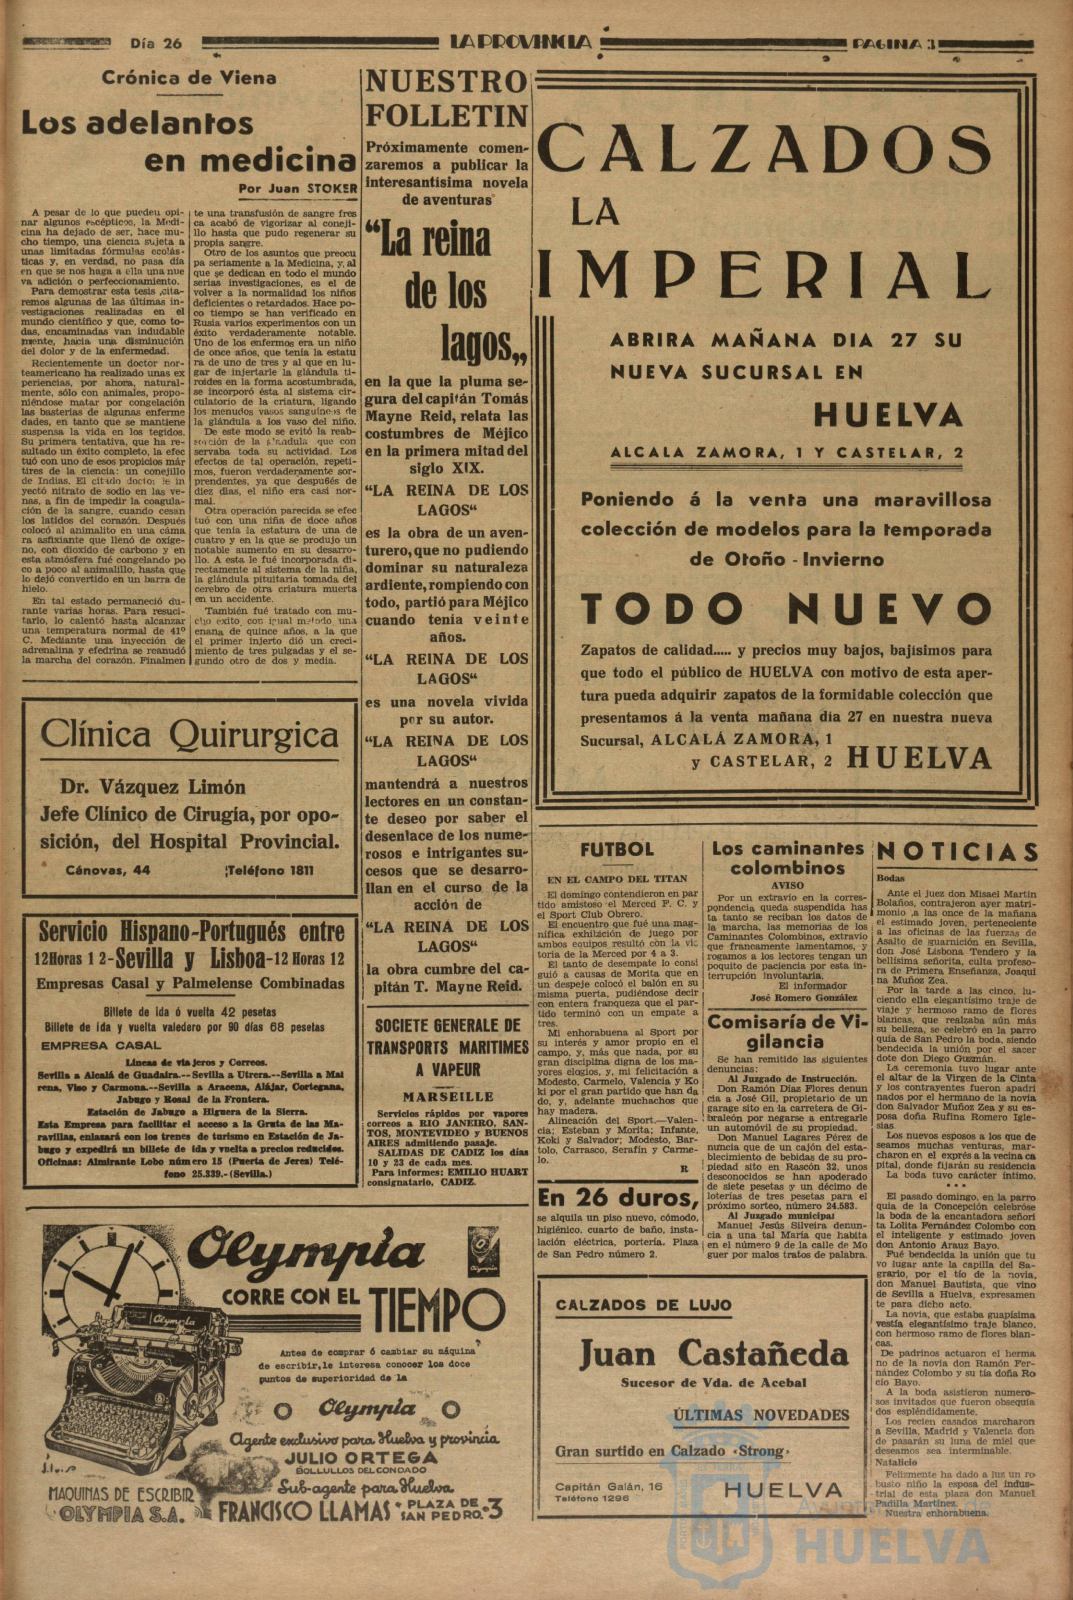 Día 26
LA PROVINCIA
PAGINA 3
Crónica de Viena
Los adelantos
en medicina
Por Juan STOKER
A pesar de lo que pueden opi-
nar algunos escépticos, la Medi-
cina ha dejado de ser, hace mu-
cho tiempo, una ciencia sujeta a
unas limitadas fórmulas ecolás-
ticas y, en verdad, no pasa día
en que se nos haga a ella una nue
va adición o perfeccionamiento.
Para demostrar esta tesis ,cita-
remos algunas de las últimas in-
vestigaciones realizadas en el
mundo científico y que, como to-
das, encaminadas van indudable
mente, hacia una disminución
del dolor y de la enfermedad.
Recientemente un doctor nor-
teamericano ha realizado unas ex
periencias, por ahora, natural-
mente, sólo con animales, propo-
niéndose matar por congelación
las basterias de algunas enferme
dades, en tanto que se mantiene
suspensa la vida en los tegidos.
Su primera tentativa, que ha re-
sultado un éxito completo, la efec
tuó con uno de esos propicios már
tires de la ciencia: un conejillo
de Indias. El citado doctor le in
yectó nitrato de sodio en las ve-
nas, a fin de impedir la coagula-
ción de la sangre, cuando cesan
los latidos del corazón. Después
colocó al animalito en una cáma
ra asfixiante que llenó de oxíge-
no, con dioxido de carbono y en
esta atmósfera fué congelando po
co a poco al animalillo, hasta que
lo dejó convertido en un barra de
hielo.
En tal estado permaneció du-
rante varias horas. Para resuci-
tarlo, lo calentó hasta alcanzar
una temperatura normal de 41º
C. Mediante una inyección de
adrenalina y efedrina se reanudó
la marcha del corazón. Finalmen
te una transfusión de sangre fres
ca acabó de vigorizar al coneji-
llo hasta que pudo regenerar su
propia sangre.
Otro de los asuntos que preocu
pa seriamente a la Medicina, y, al
que se dedican en todo el mundo
serias investigaciones, es el de
volver a la normalidad los niños
deficientes o retardados. Hace po-
co tiempo se han verificado en
Rusia varios experimentos con un
éxito verdaderamente notable.
Uno de los enfermos era un niño
de once años, que tenía la estatu
ra de uno de tres y al que en lu-
gar de injertarle la glándula ti-
roides en la forma acostumbrada,
se incorporó ésta al sistema cir-
culatorio de la criatura, ligando
los menudos vasos sanguíneos de
la glándula a los vaso del niño.
De este modo se evitó la reab-
sorción de la glándula que con
servaba toda su actividad. Los
efectos de tal operación, repeti-
mos, fueron verdaderamente sor-
prendentes, ya que después de
diez días, el niño era casi nor-
mal.
Otra operación parecida se efec
tuó con una niña de doce años
que tenía la estatura de una de
cuatro y en la que se produjo un
notable aumento en su desarro-
llo. A esta le fué incorporada di-
rectamente al sistema de la niña,
la glándula pituitaria tomada del
cerebro de otra criatura muerta
en un accidente.
También fué tratado con mu-
cho éxito, con igual método, una
enana de quince años, a la que
el primer injerto dió un creci-
miento de tres pulgadas y el se-
gundo otro de dos y media.
Clínica Quirurgica
Dr. Vázquez Limón
Jefe Clínico de Cirugía, por opo-
sición, del Hospital Provincial.
Cánovas, 44 ¡Teléfono 1811
Servicio Hispano-Portugués entre
12 Horas 1 2-Sevilla y Lisboa-12 Horas 12
Empresas Casal y Palmelense Combinadas
Billete de ida ó vuelta 42 pesetas
Billete de ida y vuelta valedero por 90 días 68 pesetas
EMPRESA CASAL
Líneas de viajeros y Correos.
Sevilla a Alcalá de Guadaira.--Sevilla a Utrera.--Sevilla a Mai
rena, Viso y Carmona.--Sevilla a Aracena, Alájar, Cortegana,
Jabugo y Rosal de la Frontera.
Estación de Jabugo a Higuera de la Sierra.
Esta Empresa para facilitar el acceso a la Gruta de las Ma-
ravillas, enlazará con los trenes de turismo en Estación de Ja-
bugo y expedirá un billete de ida y vuelta a precios reducidos.
Oficinas: Almirante Lobo número 15 (Puerta de Jerez) Telé-
fono 25.339.-(Sevilla.)
Olympia
CORRE CON EL TIEMPO
Antes de comprar ó cambiar su máquina
de escribir,le interesa conocer los doce
puntos de superioridad de la
Olympia
Agente exclusivo para Huelva y provincia
JULIO ORTEGA
BOLLULLOS DEL CONDADO
Sub-agente para Huelva
FRANCISCO LLAMAS • PLAZA DE SAN PEDRO. 3
MAQUINAS DE ESCRIBIR
OLYMPIA S.A.
NUESTRO
FOLLETIN
Próximamente comen-
zaremos a publicar la
interesantísima novela
de aventuras
"La reina
de los
lagos„
en la que la pluma se-
gura del capitán Tomás
Mayne Reid, relata las
costumbres de Méjico
en la primera mitad del
siglo XIX.
"LA REINA DE LOS
LAGOS"
es la obra de un aven-
turero, que no pudiendo
dominar su naturaleza
ardiente, rompiendo con
todo, partió para Méjico
cuando tenía veinte
años.
"LA REINA DE LOS
LAGOS"
es una novela vivida
por su autor.
"LA REINA DE LOS
LAGOS"
mantendrá a nuestros
lectores en un constan-
te deseo por saber el
desenlace de los nume-
rosos e intrigantes su-
cesos que se desarro-
llan en el curso de la
acción de
"LA REINA DE LOS
LAGOS"
la obra cumbre del ca-
pitán T. Mayne Reid.
SOCIETE GENERALE DE
TRANSPORTS MARITIMES
A VAPEUR
MARSEILLE
Servicios rápidos por vapores
correos a RIO JANEIRO, SAN-
TOS, MONTEVIDEO Y BUENOS
AIRES admitiendo pasaje.
SALIDAS DE CADIZ los días
10 y 23 de cada mes.
Para informes: EMILIO HUART
consignatario, CADIZ.
CALZADOS
LA
IMPERIAL
ABRIRA MAÑANA DIA 27 SU
NUEVA SUCURSAL EN
HUELVA
ALCALA ZAMORA, 1 Y CASTELAR, 2
Poniendo á la venta una maravillosa
colección de modelos para la temporada
de Otoño - Invierno
TODO NUEVO
Zapatos de calidad..... y precios muy bajos, bajísimos para
que todo el público de HUELVA con motivo de esta aper-
tura pueda adquirir zapatos de la formidable colección que
presentamos á la venta mañana día 27 en nuestra nueva
Sucursal, ALCALÁ ZAMORA, 1
y CASTELAR, 2 HUELVA
FUTBOL
EN EL CAMPO DEL TITAN
El domingo contendieron en par
tido amistoso el Merced F. C. y
el Sport Club Obrero.
El encuentro que fué una mag-
nífica exhibición de juego por
ambos equipos resultó con la vic
toria de la Merced por 4 a 3.
El tanto de desempate lo consi
guió a causas de Morita que en
un despeje colocó el balón en su
misma puerta, pudiéndose decir
con entera franqueza que el par-
tido terminó con un empate a
tres.
Mi enhorabuena al Sport por
su interés y amor propio en el
campo, y, más que nada, por su
gran disciplina digna de los ma-
yores elogios, y, mi felicitación a
Modesto, Carmelo, Valencia y Ko
ki por el gran partido que han da
do, y, adelante muchachos que
hay madera.
Alineación del Sport.—Valen-
cia; Esteban y Morita; Infante,
Koki y Salvador; Modesto, Bar-
tolo, Carrasco, Serafín y Carme-
lo.
R
En 26 duros,
se alquila un piso nuevo, cómodo,
higiénico, cuarto de baño, insta-
lación eléctrica, portería. Plaza
de San Pedro número 2.
Los caminantes
colombinos
AVISO
Por un extravio en la corres-
pondencia, queda suspendida has
ta tanto se reciban los datos de
la marcha, las memorias de los
Caminantes Colombinos, extravio
que francamente lamentamos, y
rogamos a los lectores tengan un
poquito de paciencia por esta in-
terrupción involuntaria.
El informador
José Romero González
Comisaría de Vi-
gilancia
Se han remitido las siguientes
denuncias:
Al Juzgado de Instrucción.
Don Ramón Díaz Flores denun
cia a José Gil, propietario de un
garage sito en la carretera de Gi-
braleón por negarse a entregarle
un automóvil de su propiedad.
Don Manuel Lagares Pérez de
nuncia que de un cajón del esta-
blecimiento de bebidas de su pro-
piedad sito en Rascón 32, unos
desconocidos se han apoderado
de siete pesetas y un décimo de
loterías de tres pesetas para el
próximo sorteo, número 24.583.
Al Juzgado municipal
Manuel Jesús Silveira denun-
cia a una tal María que habita
en el número 9 de la calle de Mo
guer por malos tratos de palabra.
CALZADOS DE LUJO
Juan Castañeda
Sucesor de Vda. de Acebal
ÚLTIMAS NOVEDADES
Gran surtido en Calzado «Strong»
Capitán Galán, 16
Teléfono 1296
HUELVA
NOTICIAS
Bodas
Ante el juez don Misael Martín
Bolaños, contrajeron ayer matri-
monio ,a las once de la mañana
el estimado joven, perteneciente
a las oficinas de las fuerzas de
Asalto de guarnición en Sevilla,
don José Lisbona Tendero y la
bellísima señorita, culta profeso-
ra de Primera Enseñanza, Joaqui
na Muñoz Zea.
Por la tarde a las cinco, lu-
ciendo ella elegantísimo traje de
viaje y hermoso ramo de flores
blancas, que realzaba aún más
su belleza, se celebró en la parro
quia de San Pedro la boda, siendo
bendecida la unión por el sacer
dote don Diego Guzmán.
La ceremonia tuvo lugar ante
el altar de la Virgen de la Cinta
y los contrayentes fueron apadri
nados por el hermano de la novia
don Salvador Muñoz Zea y su es-
posa doña Rufina Romero Igle-
sias.
Los nuevos esposos a los que de-
seamos muchas venturas, mar-
charon en el exprés a la vecina ca
pital, donde fijarán su residencia
La boda tuvo carácter íntimo.
* * *
El pasado domingo, en la parro
quia de la Concepción celebróse
la boda de la encantadora señori
ta Lolita Fernández Colombo con
el inteligente y estimado joven
don Antonio Arauz Bayo.
Fué bendecida la unión que tu
vo lugar ante la capilla del Sa-
grario, por el tío de la novia,
don Manuel Bautista, que vino
de Sevilla a Huelva, expresamen
te para dicho acto.
La novia, que estaba guapísima
vestía elegantísimo traje blanco,
con hermoso ramo de flores blan-
cas.
De padrinos actuaron el herma
no de la novia don Ramón Fer-
nández Colombo y su tía doña Ro
cío Bayo.
A la boda asistieron numero-
sos invitados que fueron obsequia
dos espléndidamente.
Los recien casados marcharon
a Sevilla, Madrid y Valencia don
de pasarán su luna de miel que
deseamos sea interminable.
Natalicio
Felizmente ha dado a luz un ro
busto niño la esposa del indus-
trial de esta plaza don Manuel
Padilla Martínez.
Nuestra enhorabuena.
Ayuntamiento de
HUELVA